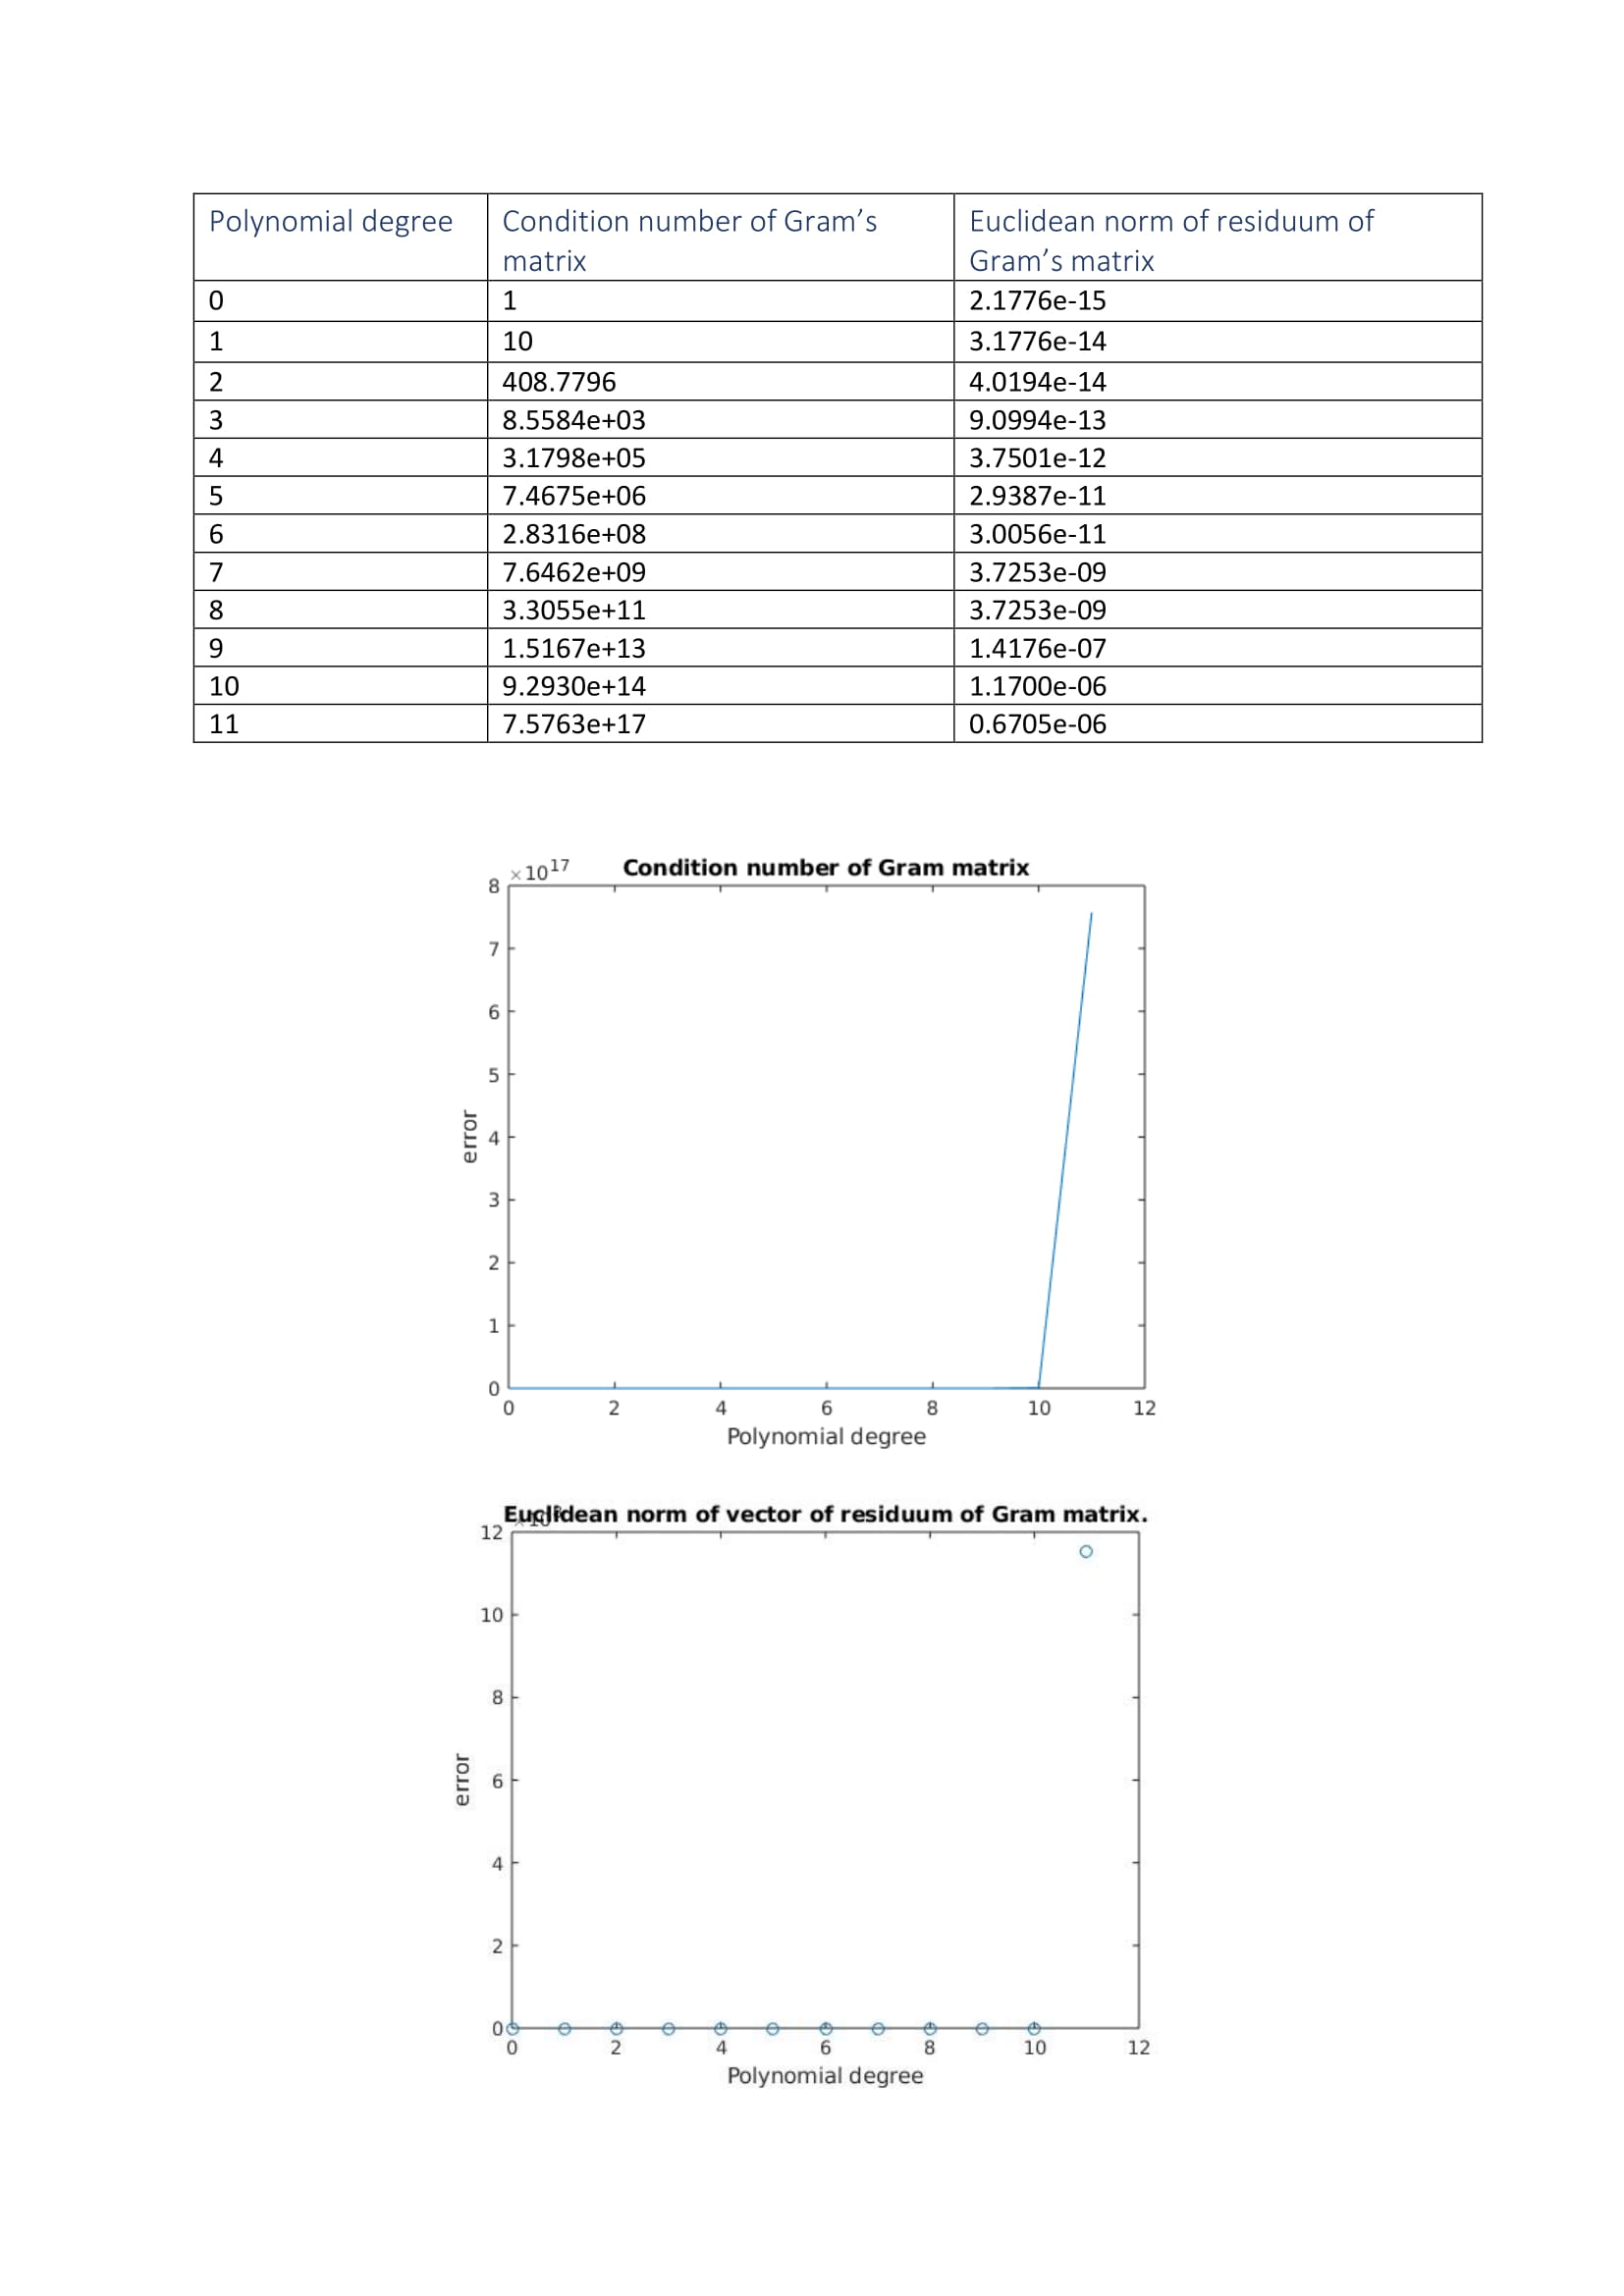 Polynomial degree Condition number of Gram’s matrix Euclidean norm of residuum of Gram’s matrix
0 1 2.1776e-15
1 10 3.1776e-14
2 408.7796 4.0194e-14
3 8.5584e+03 9.0994e-13
4 3.1798e+05 3.7501e-12
5 7.4675e+06 2.9387e-11
6 2.8316e+08 3.0056e-11
7 7.6462e+09 3.7253e-09
8 3.3055e+11 3.7253e-09
9 1.5167e+13 1.4176e-07
10 9.2930e+14 1.1700e-06
11 7.5763e+17 0.6705e-06
×10^17 Condition number of Gram matrix
8
7
6
5
4
3
2
1
0
error
0 2 4 6 8 10 12
Polynomial degree
Euclidean norm of vector of residuum of Gram matrix.
12
10
8
6
4
2
0
error
0 2 4 6 8 10 12
Polynomial degree